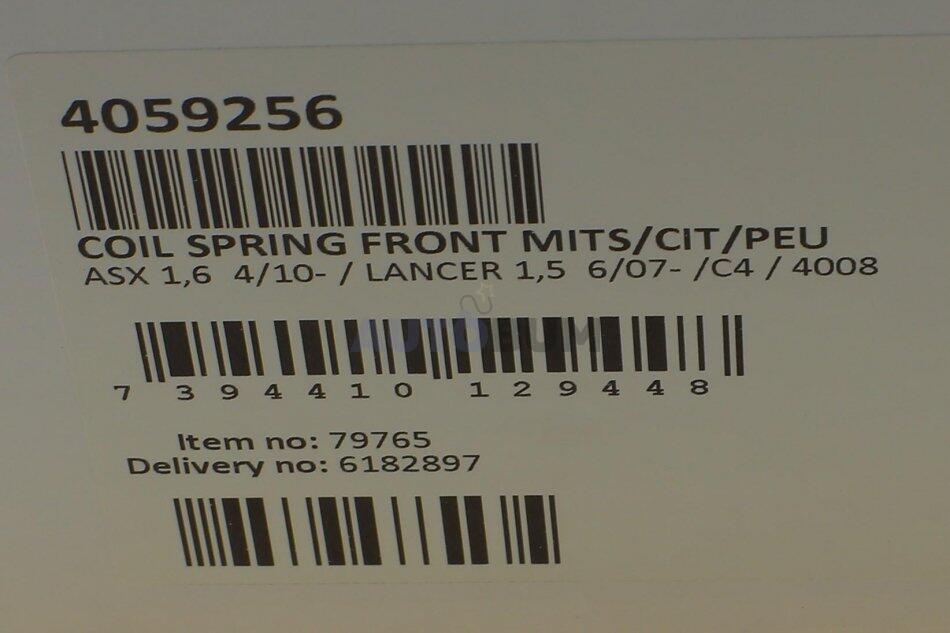 4059256
COIL SPRING FRONT MITS/CIT/PEU
ASX 1,6 4/10- / LANCER 1,5 6/07- /C4 / 4008
AUTOBUM
7 394410 129448
Item no: 79765
Delivery no: 6182897